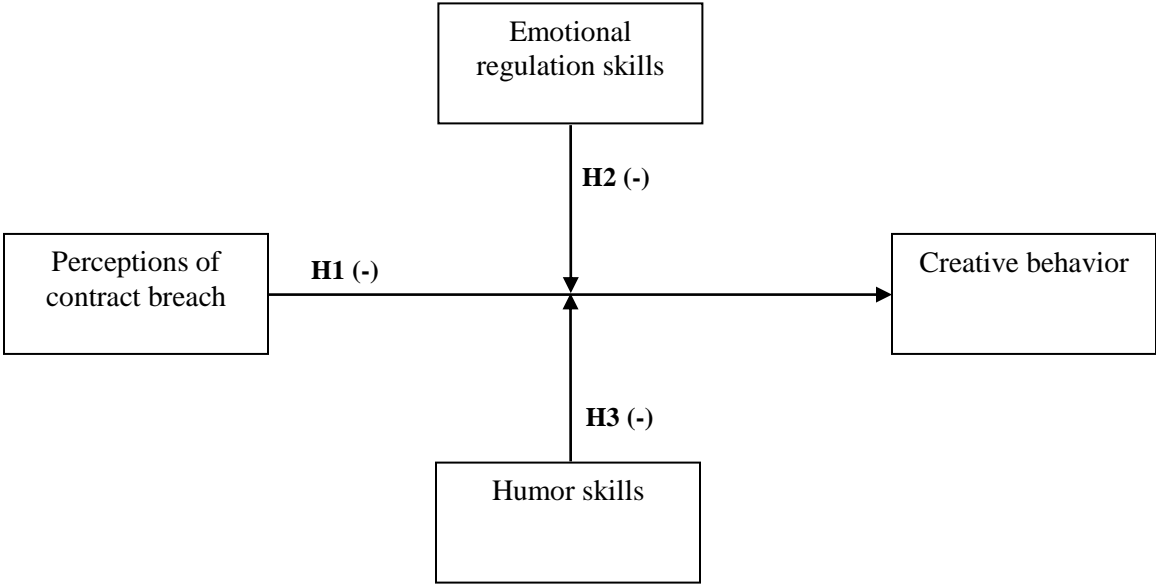 Emotional
regulation skills
H2 (-)
Perceptions of
contract breach
H1 (-)
Creative behavior
H3 (-)
Humor skills